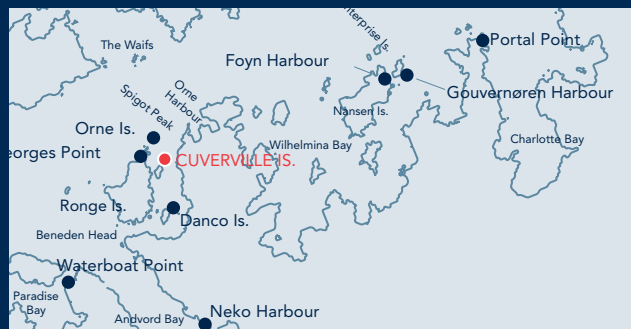 nterprise Is.
Portal Point
The Waifs
Foyn Harbour
Gouvernøren Harbour
Orne
Harbour
Spigot Peak
Nansen Is.
Orne Is.
Charlotte Bay
Wilhelmina Bay
eorges Point
CUVERVILLE IS.
Ronge Is.
Danco Is.
Beneden Head
Waterboat Point
Paradise
Bay
Andvord Bay
Neko Harbour